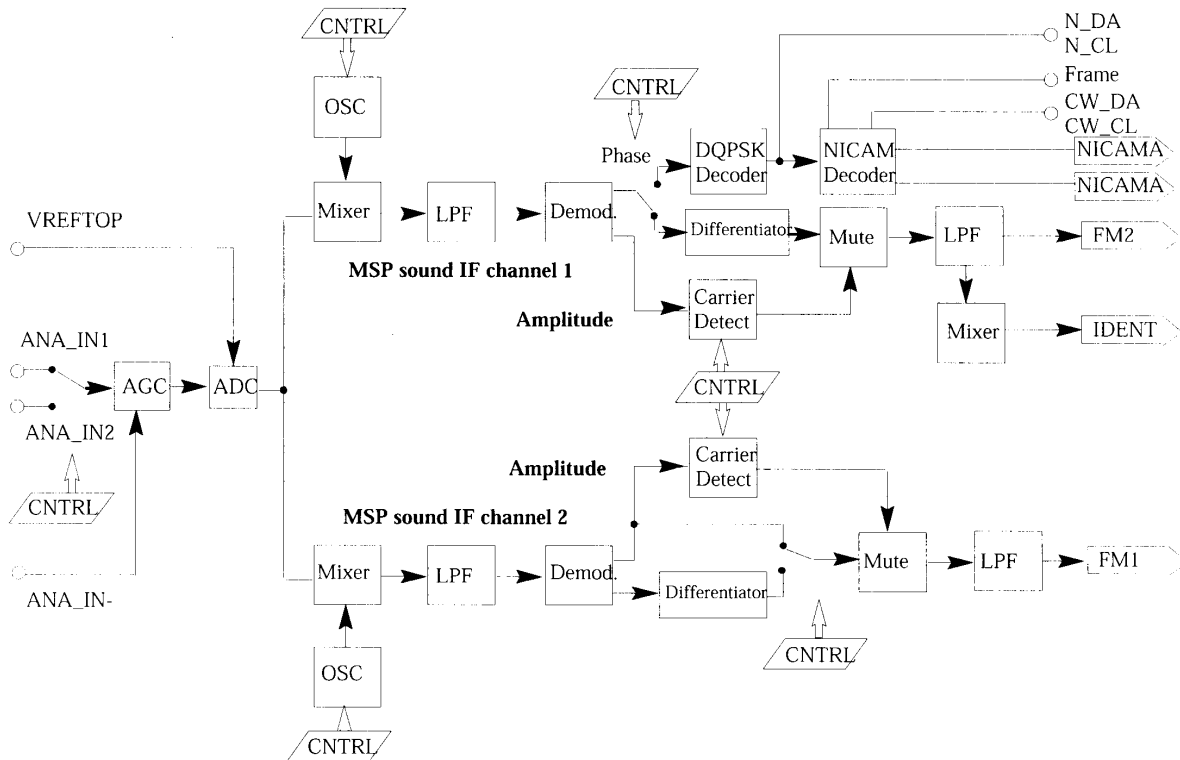 CNTRL
N_DA
N_CL
CNTRL
Frame
OSC
CW_DA
CW_CL
Phase
DQPSK
Decoder
NICAM
Decoder
NICAMA
NICAMA
Mixer
LPF
Demod.
VREFTOP
Differentiator
Mute
LPF
FM2
MSP sound IF channel 1
Carrier
Detect
Amplitude
Mixer
IDENT
ANA_IN1
AGC
ADC
CNTRL
ANA_IN2
Carrier
Detect
Amplitude
CNTRL
MSP sound IF channel 2
Mixer
LPF
Demod.
Mute
LPF
FM1
Differentiator
ANA_IN-
CNTRL
OSC
CNTRL